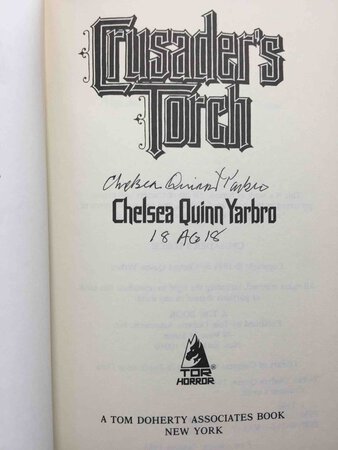 Crusader's
Torch
Chelsea Quinn Yarbro
Chelsea Quinn Yarbro
18 AG 18
TOR
HORROR
A TOM DOHERTY ASSOCIATES BOOK
NEW YORK